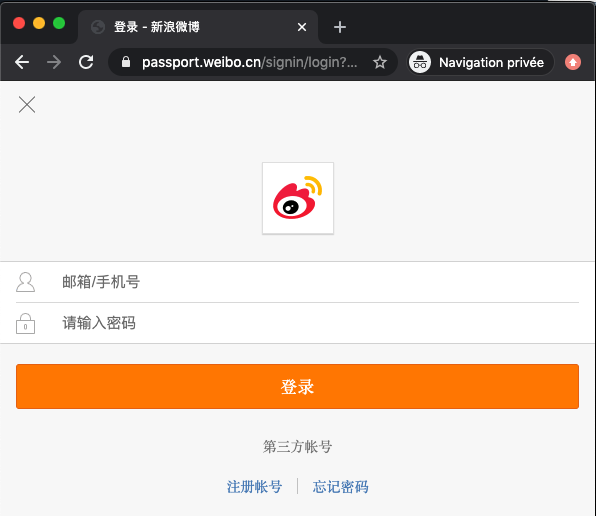 登录 - 新浪微博
passport.weibo.cn/signin/login?...
Navigation privée
邮箱/手机号
请输入密码
登录
第三方帐号
注册帐号
忘记密码